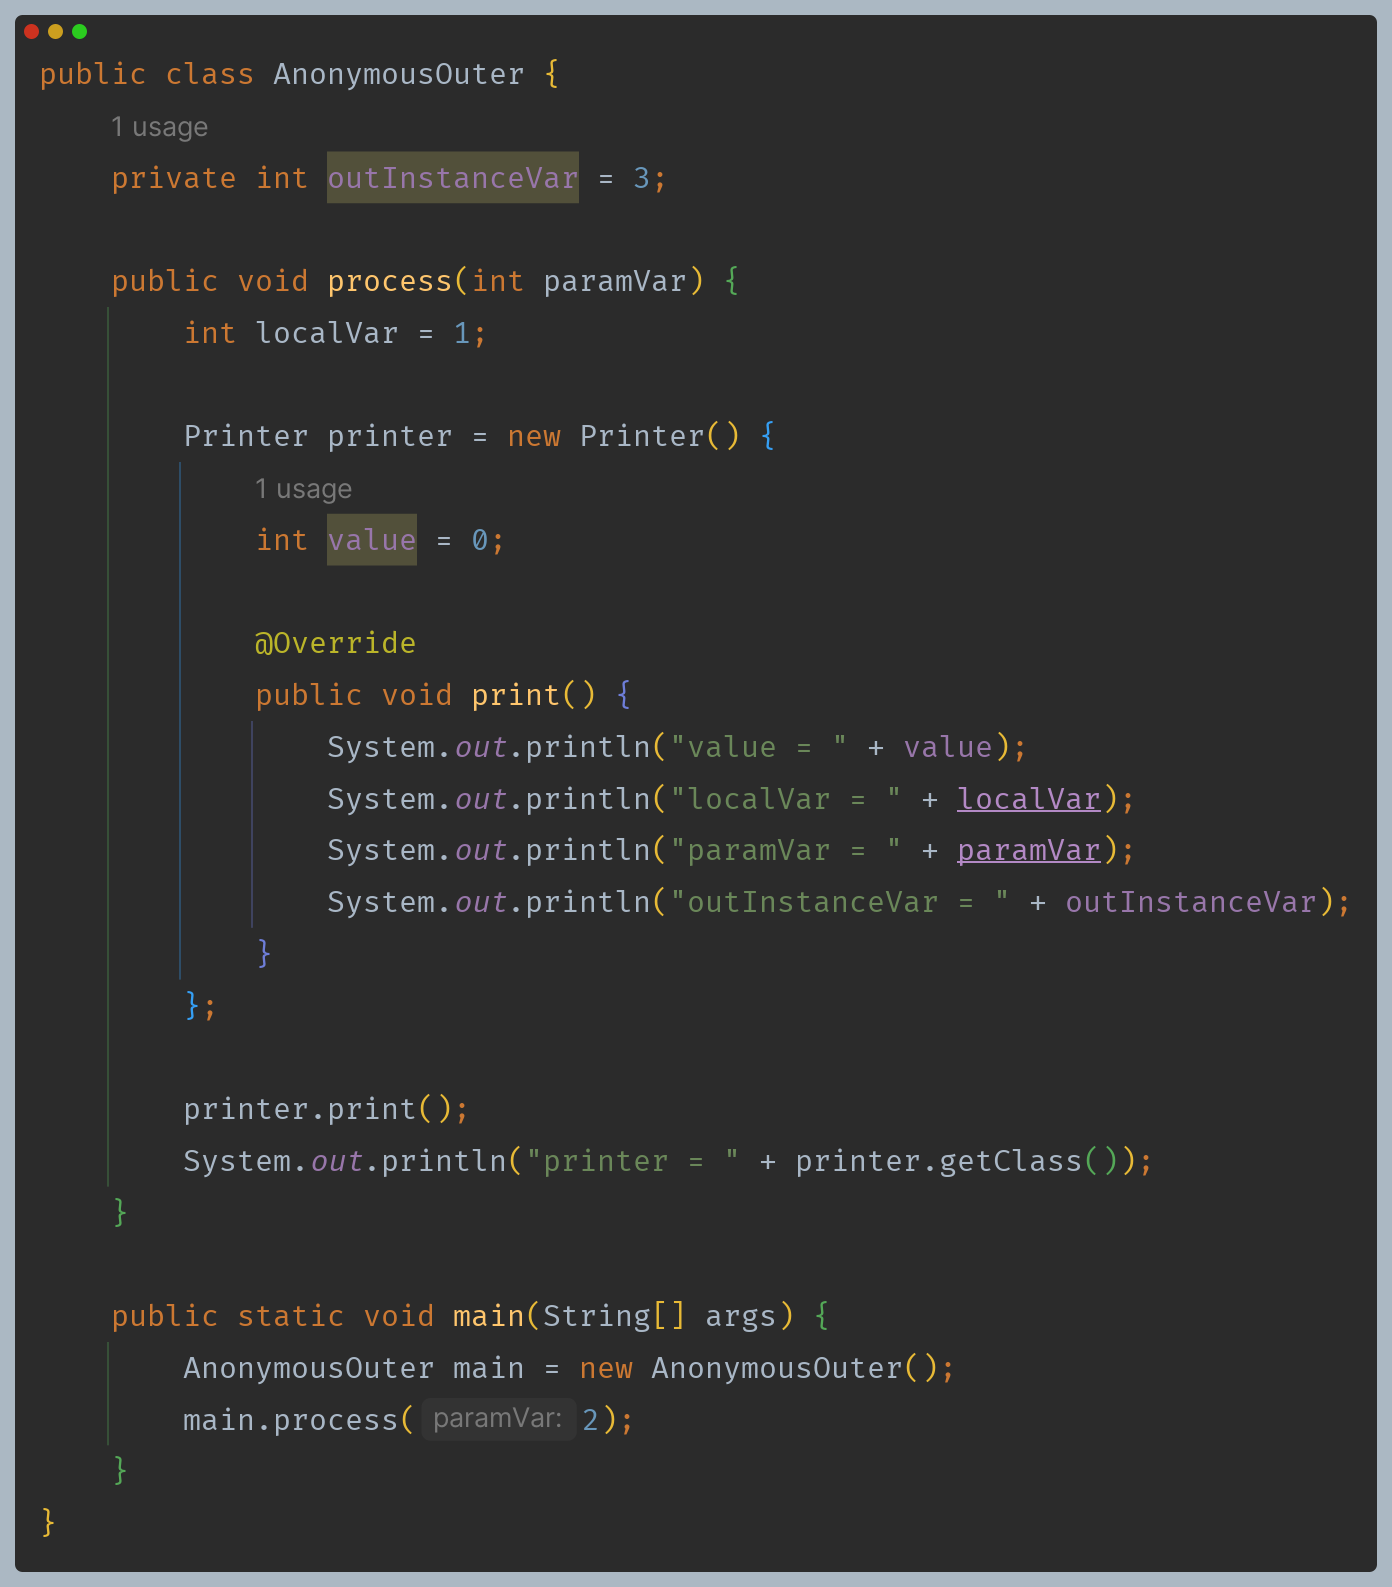 public class AnonymousOuter {
1 usage
private int outInstanceVar = 3;
public void process(int paramVar) {
int localVar = 1;
Printer printer = new Printer() {
1 usage
int value = 0;
@Override
public void print() {
System.out.println("value = " + value);
System.out.println("localVar = " + localVar);
System.out.println("paramVar = " + paramVar);
System.out.println("outInstanceVar = " + outInstanceVar);
}
};
printer.print();
System.out.println("printer = " + printer.getClass());
}
public static void main(String[] args) {
AnonymousOuter main = new AnonymousOuter();
main.process( paramVar: 2);
}
}